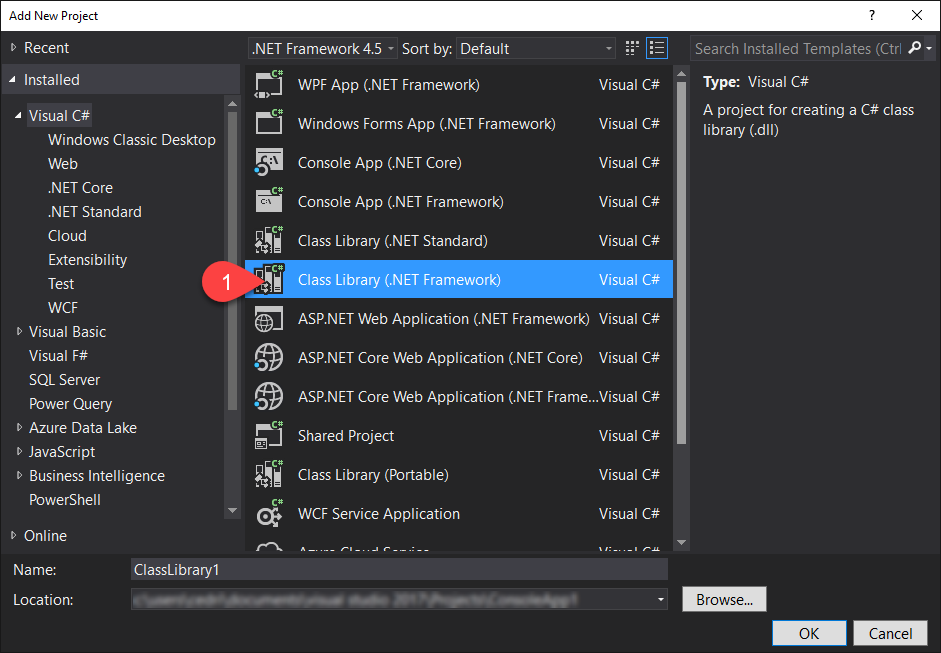 Add New Project
?
Recent
.NET Framework 4.5
Sort by:
Default
Search Installed Templates (Ctrl
Installed
Visual C#
Windows Classic Desktop
Web
.NET Core
.NET Standard
Cloud
Extensibility
Test
WCF
Visual Basic
Visual F#
SQL Server
Power Query
Azure Data Lake
JavaScript
Business Intelligence
PowerShell
Online
WPF App (.NET Framework) Visual C#
Windows Forms App (.NET Framework) Visual C#
Console App (.NET Core) Visual C#
Console App (.NET Framework) Visual C#
Class Library (.NET Standard) Visual C#
1
Class Library (.NET Framework) Visual C#
ASP.NET Web Application (.NET Framework) Visual C#
ASP.NET Core Web Application (.NET Core) Visual C#
ASP.NET Core Web Application (.NET Frame... Visual C#
Shared Project Visual C#
Class Library (Portable) Visual C#
WCF Service Application Visual C#
Azure Cloud Service Visual C#
Type: Visual C#
A project for creating a C# class
library (.dll)
Name: ClassLibrary1
Location:
Browse...
OK
Cancel